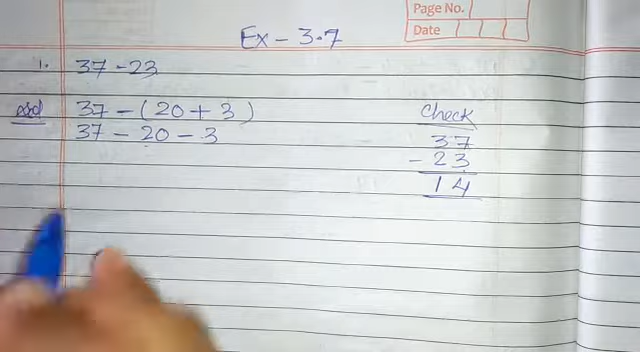 Page No.
Date
Ex - 3.7
1. 37 - 23
37 - (20 + 3)
37 - 20 - 3
Check
37
- 23
14